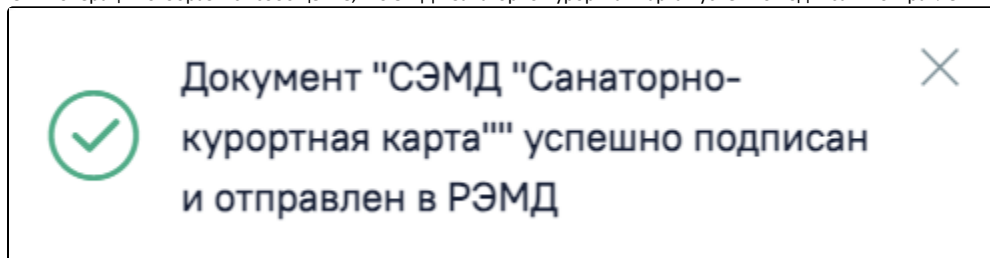 Документ "СЭМД "Санаторно-
курортная карта"" успешно подписан
и отправлен в РЭМД